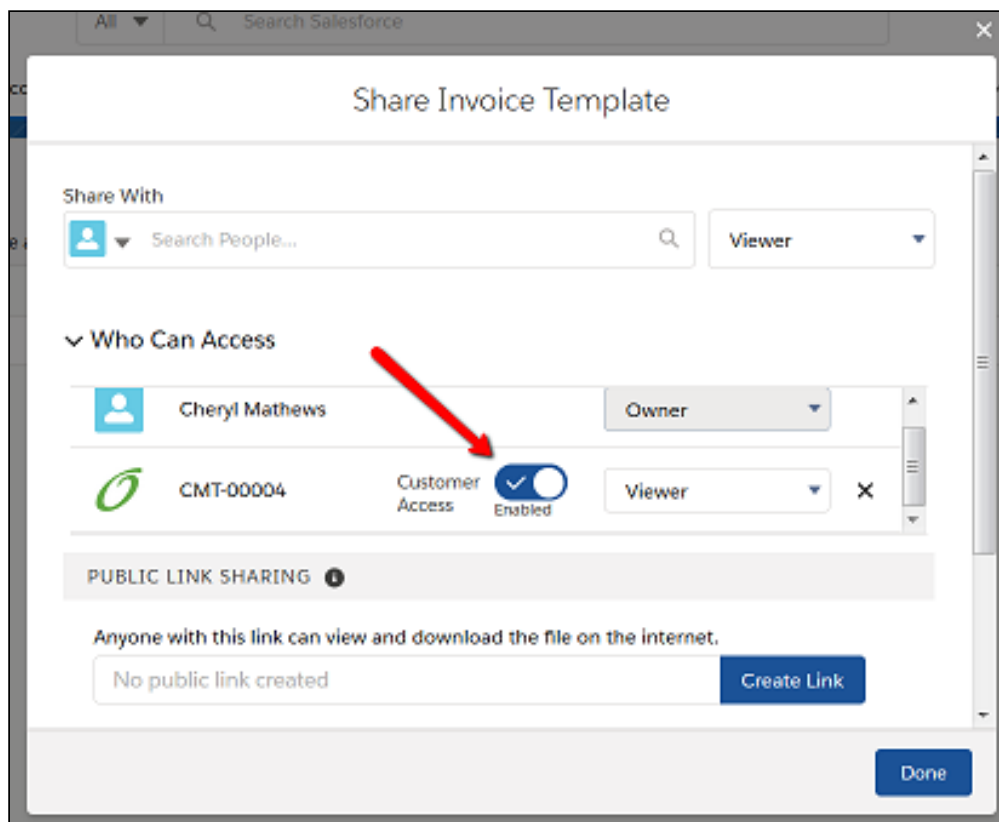 All Search Salesforce
Share Invoice Template
Share With
Search People...
Viewer
Who Can Access
Cheryl Mathews
Owner
CMT-00004
Customer
Access
Enabled
Viewer
PUBLIC LINK SHARING
Anyone with this link can view and download the file on the internet.
No public link created
Create Link
Done